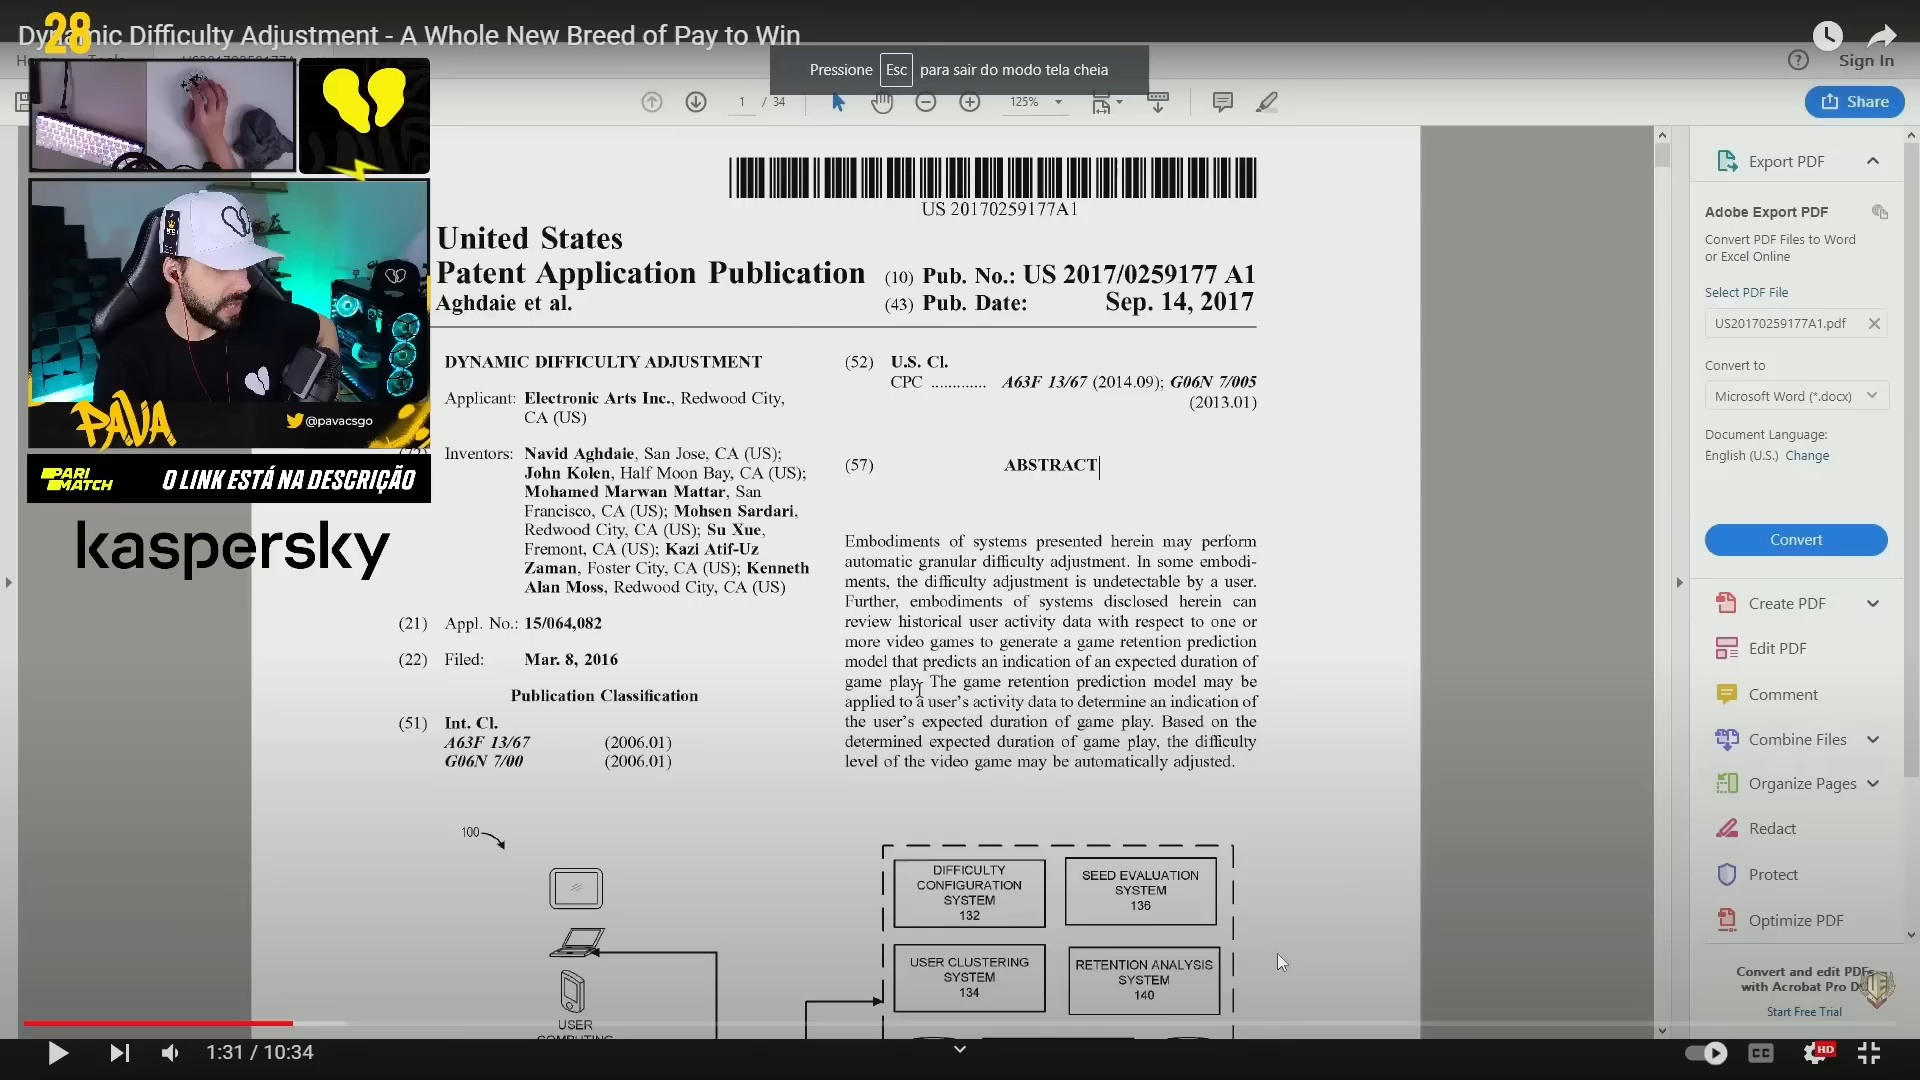 Dynamic Difficulty Adjustment - A Whole New Breed of Pay to Win
28
Pressione Esc para sair do modo tela cheia
Sign In
1 / 34
125%
Share
US 20170259177A1
United States
Patent Application Publication
Aghdaie et al.
(10) Pub. No.: US 2017/0259177 A1
(43) Pub. Date: Sep. 14, 2017
DYNAMIC DIFFICULTY ADJUSTMENT
Applicant: Electronic Arts Inc., Redwood City,
CA (US)
Inventors: Navid Aghdaie, San Jose, CA (US);
John Kolen, Half Moon Bay, CA (US);
Mohamed Marwan Mattar, San
Francisco, CA (US); Mohsen Sardari,
Redwood City, CA (US); Su Xue,
Fremont, CA (US); Kazi Atif-Uz
Zaman, Foster City, CA (US); Kenneth
Alan Moss, Redwood City, CA (US)
(21) Appl. No.: 15/064,082
(22) Filed: Mar. 8, 2016
Publication Classification
(51) Int. Cl.
A63F 13/67 (2006.01)
G06N 7/00 (2006.01)
(52) U.S. Cl.
CPC ............. A63F 13/67 (2014.09); G06N 7/005
(2013.01)
(57) ABSTRACT
Embodiments of systems presented herein may perform
automatic granular difficulty adjustment. In some embodi-
ments, the difficulty adjustment is undetectable by a user.
Further, embodiments of systems disclosed herein can
review historical user activity data with respect to one or
more video games to generate a game retention prediction
model that predicts an indication of an expected duration of
game play. The game retention prediction model may be
applied to a user's activity data to determine an indication of
the user's expected duration of game play. Based on the
determined expected duration of game play, the difficulty
level of the video game may be automatically adjusted.
100
USER
COMPUTING
DIFFICULTY
CONFIGURATION
SYSTEM
132
SEED EVALUATION
SYSTEM
136
USER CLUSTERING
SYSTEM
134
RETENTION ANALYSIS
SYSTEM
140
PAVA
@pavacsgo
PARI
MATCH
O LINK ESTÁ NA DESCRIÇÃO
kaspersky
Export PDF
Adobe Export PDF
Convert PDF Files to Word
or Excel Online
Select PDF File
US20170259177A1.pdf
Convert to
Microsoft Word (*.docx)
Document Language:
English (U.S.) Change
Convert
Create PDF
Edit PDF
Comment
Combine Files
Organize Pages
Redact
Protect
Optimize PDF
Convert and edit PDFs
with Acrobat Pro
Start Free Trial
1:31 / 10:34
CC
HD